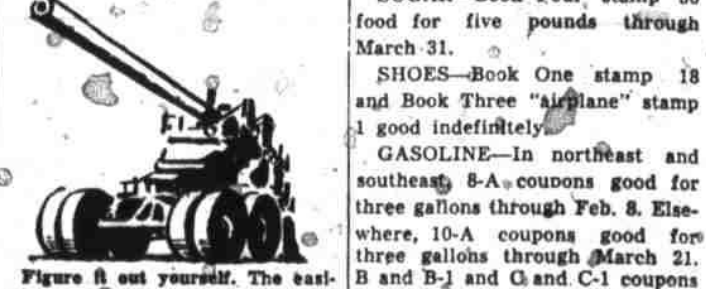 Figure it out yourself. The easi-
food for five pounds through
March 31.
SHOES—Book One stamp 18
and Book Three "airplane" stamp
1 good indefinitely.
GASOLINE—In northeast and
southeast, 8-A coupons good for
three gallons through Feb. 8. Else-
where, 10-A coupons good for
three gallons through March 21.
B and B-1 and C and C-1 coupons